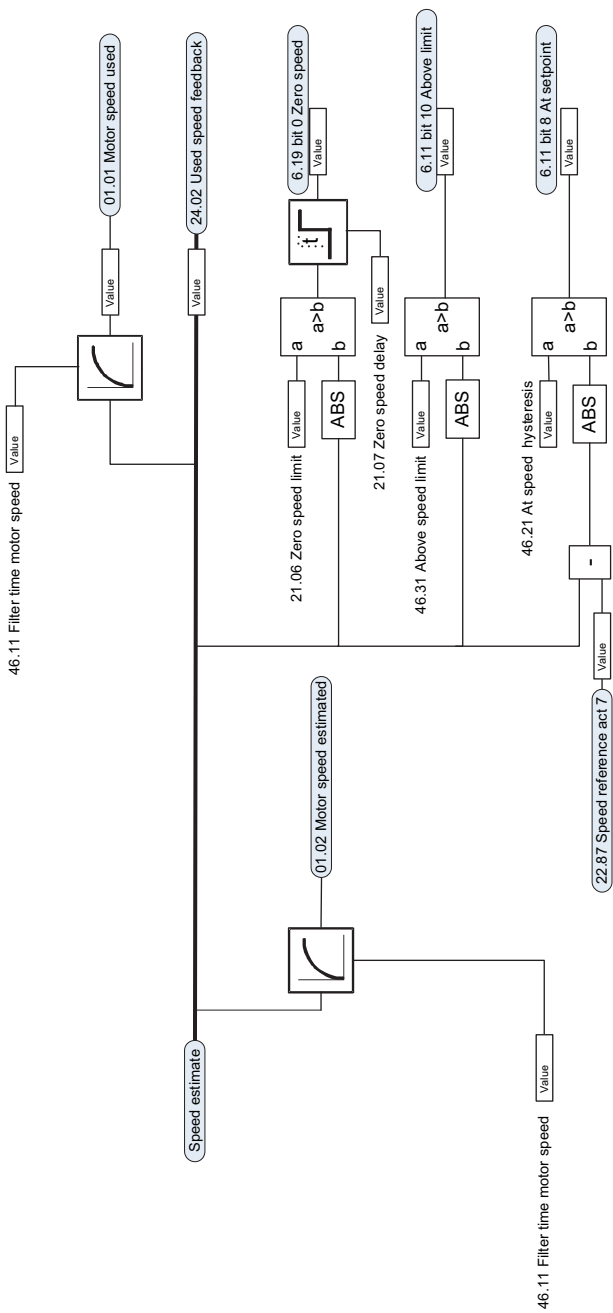 46.11 Filter time motor speed
Value
Value
01.01 Motor speed used
Speed estimate
Value
24.02 Used speed feedback
01.02 Motor speed estimated
46.11 Filter time motor speed
Value
21.06 Zero speed limit
Value
a
a>b
b
ABS
t
Value
6.19 bit 0 Zero speed
21.07 Zero speed delay
Value
46.31 Above speed limit
Value
a
a>b
b
ABS
Value
6.11 bit 10 Above limit
46.21 At speed hysteresis
Value
a
a>b
b
ABS
-
Value
6.11 bit 8 At setpoint
22.87 Speed reference act 7
Value